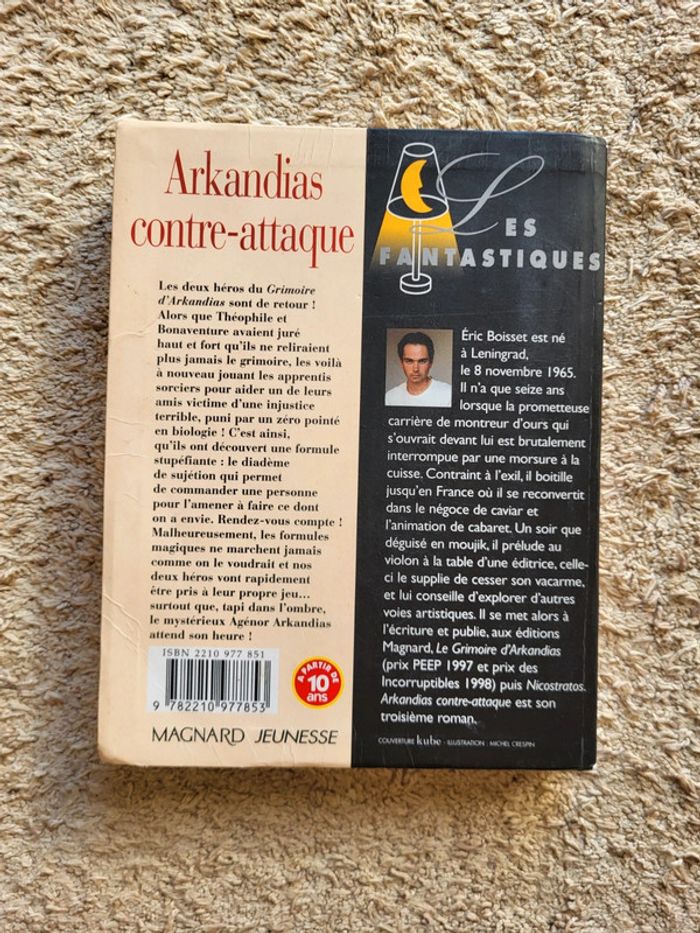 Arkandias
contre-attaque
Les deux héros du Grimoire
d'Arkandias sont de retour !
Alors que Théophile et
Bonaventure avaient juré
haut et fort qu'ils ne reliraient
plus jamais le grimoire, les voilà
à nouveau jouant les apprentis
sorciers pour aider un de leurs
amis victime d'une injustice
terrible, puni par un zéro pointé
en biologie ! C'est ainsi,
qu'ils ont découvert une formule
stupéfiante : le diadème
de sujétion qui permet
de commander une personne
pour l'amener à faire ce dont
on a envie. Rendez-vous compte !
Malheureusement, les formules
magiques ne marchent jamais
comme on le voudrait et nos
deux héros vont rapidement
être pris à leur propre jeu...
surtout que, tapi dans l'ombre,
le mystérieux Agénor Arkandias
attend son heure !
ISBN 2210 977 851
9 782210 977853
A PARTIR DE
10
ans
MAGNARD JEUNESSE
LES
FANTASTIQUES
Éric Boisset est né
à Leningrad,
le 8 novembre 1965.
Il n'a que seize ans
lorsque la prometteuse
carrière de montreur d'ours qui
s'ouvrait devant lui est brutalement
interrompue par une morsure à la
cuisse. Contraint à l'exil, il boitille
jusqu'en France où il se reconvertit
dans le négoce de caviar et
l'animation de cabaret. Un soir que
déguisé en moujik, il prélude au
violon à la table d'une éditrice, celle-
ci le supplie de cesser son vacarme,
et lui conseille d'explorer d'autres
voies artistiques. Il se met alors à
l'écriture et publie, aux éditions
Magnard, Le Grimoire d'Arkandias
(prix PEEP 1997 et prix des
Incorruptibles 1998) puis Nicostratos.
Arkandias contre-attaque est son
troisième roman.
COUVERTURE kube - ILLUSTRATION : MICHEL CRESPIN